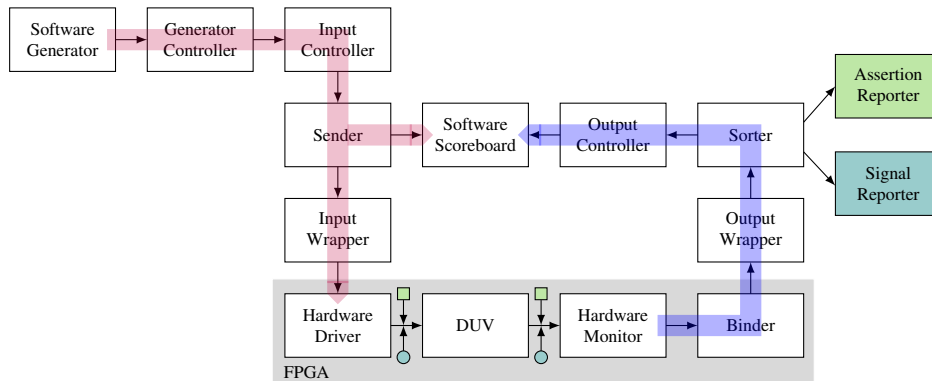 Software
Generator
Generator
Controller
Input
Controller
Assertion
Reporter
Sender
Software
Scoreboard
Output
Controller
Sorter
Signal
Reporter
Input
Wrapper
Output
Wrapper
Hardware
Driver
DUV
Hardware
Monitor
Binder
FPGA